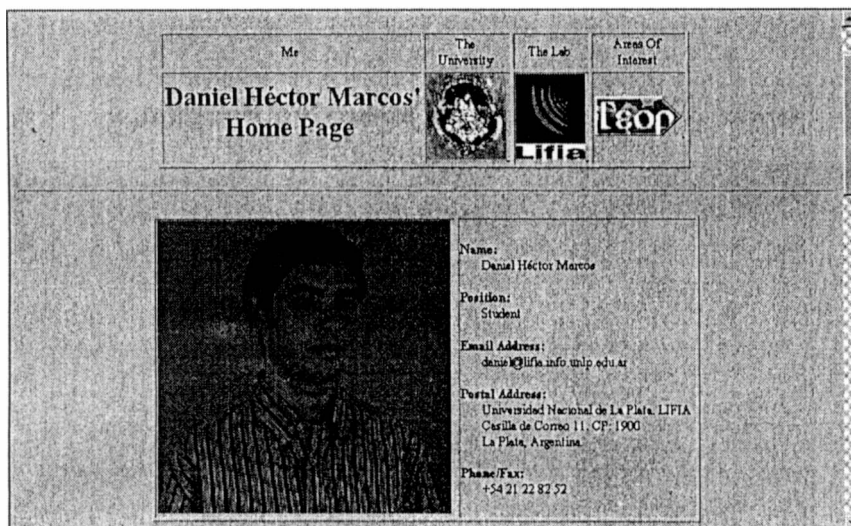 Me
The
University
The Lab
Areas Of
Interest
Daniel Héctor Marcos'
Home Page
Lifia
Name:
Daniel Héctor Marcos
Position:
Student
Email Address:
daniel@lifia.info.unlp.edu.ar
Postal Address:
Universidad Nacional de La Plata. LIFIA
Casilla de Correo 11, CP: 1900
La Plata, Argentina.
Phone/Fax:
+54 21 22 82 52